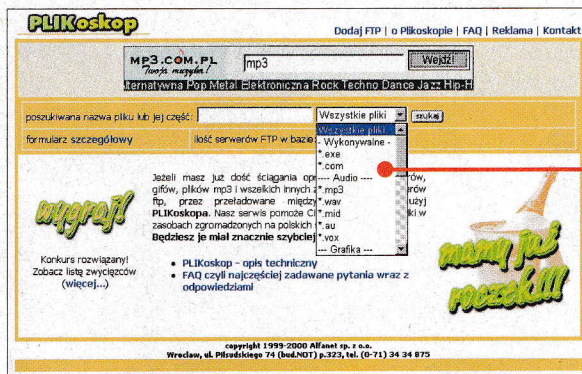 PLIKoskop
Dodaj FTP | o Plikoskopie | FAQ | Reklama | Kontakt
MP3.COM.PL
Twoja muzyka!
mp3
Wejdź!
lternatywna Pop Metal Elektroniczna Rock Techno Dance Jazz Hip-H
poszukiwana nazwa pliku lub jej część:
Wszystkie pliki
szukaj
formularz szczegółowy
ilość serwerów FTP w bazie:
Wszystkie pliki
- Wykonywalne -
*.exe
*.com
---- Audio ----
*.mp3
*.wav
*.mid
*.au
*.vox
--- Grafika ---
wygraj!
Konkurs rozwiązany!
Zobacz listę zwycięzców
(więcej...)
Jeżeli masz już dość ściągania opr ów,
gifów, plików mp3 i wszelkich innych z rów
ftp, przez przeładowane między użyj
PLIKoskopa. Nasz serwis pomoże Ci ki w
zasobach zgromadzonych na polskich
Będziesz je miał znacznie szybciej
• PLIKoskop - opis techniczny
• FAQ czyli najczęściej zadawane pytania wraz z
odpowiedziami
mamy już
roczek!!!
copyright 1999-2000 Alfanet sp. z o.o.
Wrocław, ul. Piłsudskiego 74 (bud.NOT) p.323, tel. (0-71) 34 34 875